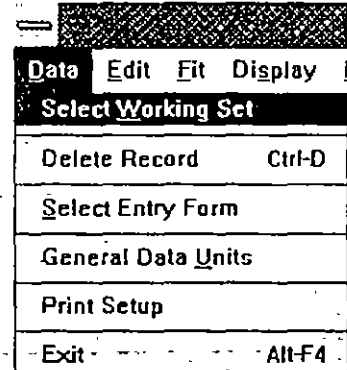 Data Edit Fit Display
Select Working Set
Delete Record Ctrl-D
Select Entry Form
General Data Units
Print Setup
Exit Alt-F4